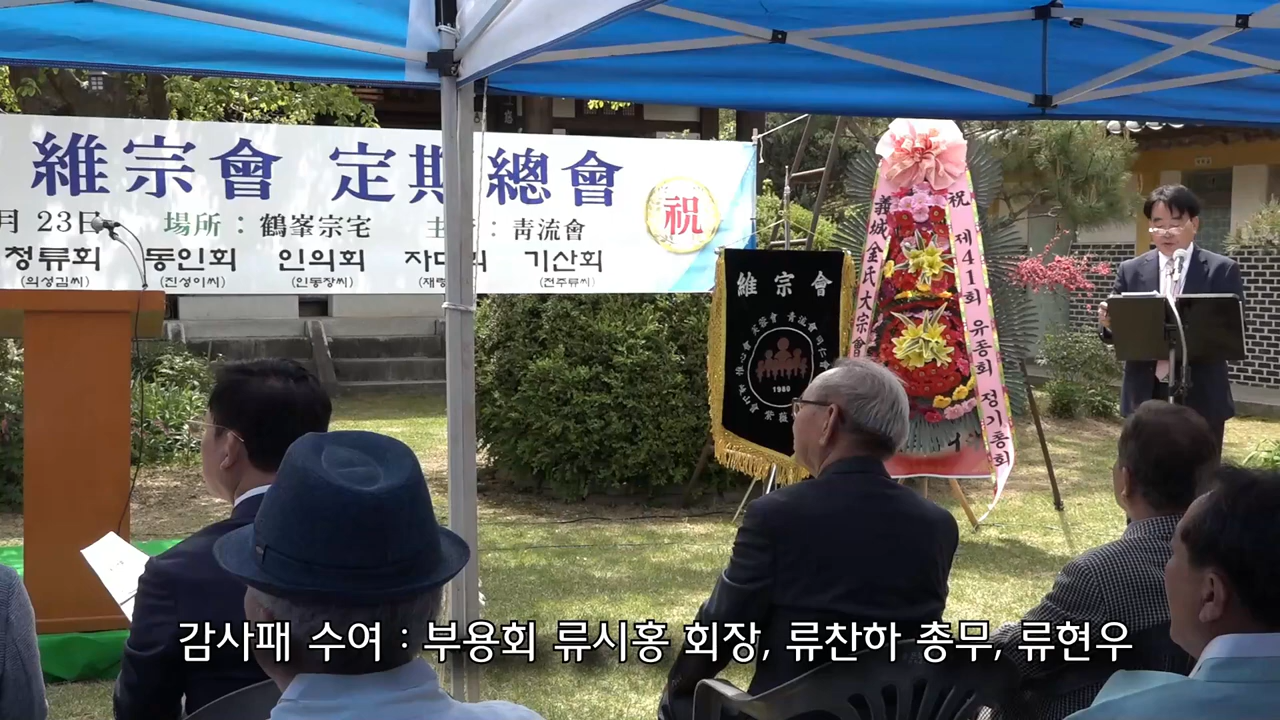 維宗會 定期總會
月 23日 場所 : 鶴峯宗宅 : 靑流會
祝
청류회 동인회 인의회 기산회
(의성김씨) (진성이씨) (인동장씨) (전주류씨)
維宗會
1980
祝 제41회 유종회 정기총회
義城金氏大宗會
감사패 수여 : 부용회 류시홍 회장, 류찬하 총무, 류현우